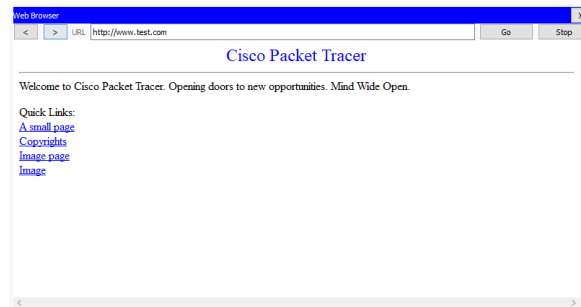 Web Browser
X
< > URL http://www.test.com Go Stop
Cisco Packet Tracer
Welcome to Cisco Packet Tracer. Opening doors to new opportunities. Mind Wide Open.
Quick Links:
A small page
Copyrights
Image page
Image